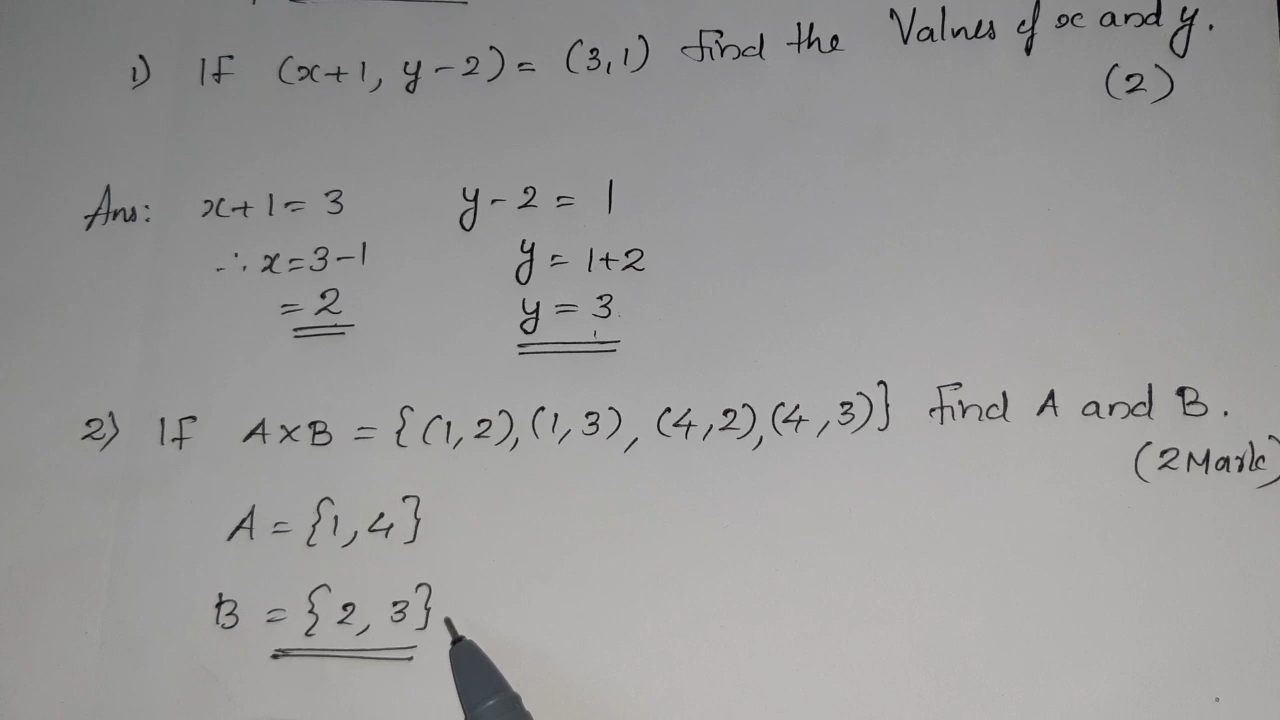 1) If (x+1, y-2) = (3,1) find the Values of x and y.
(2)
Ans: x+1 = 3 y-2 = 1
∴ x=3-1 y = 1+2
= 2 y = 3
2) If A×B = {(1,2),(1,3), (4,2),(4,3)} find A and B.
(2 Mark)
A = {1,4}
B = {2, 3}